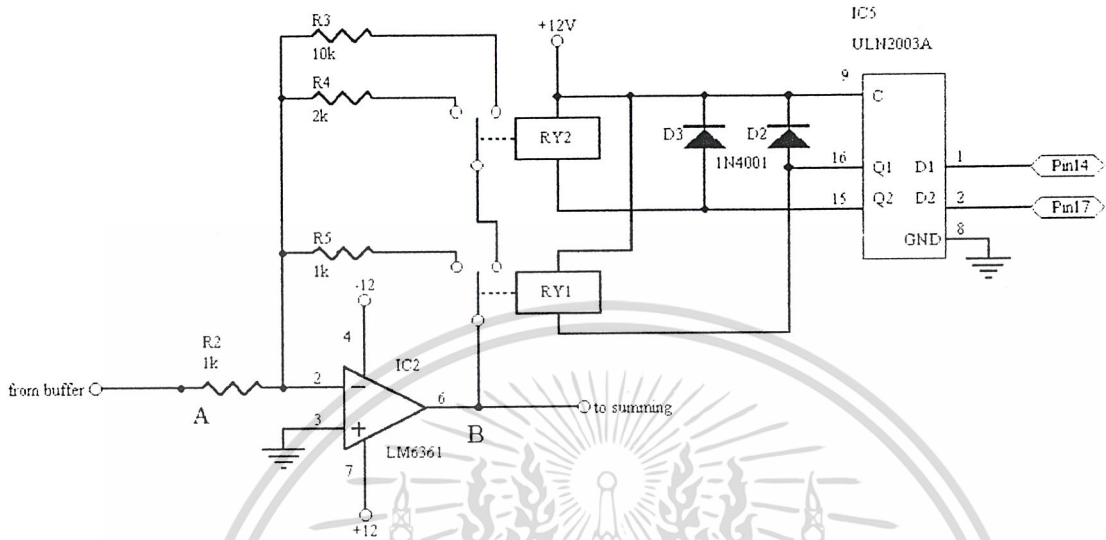 R3
10k
R4
2k
+12V
IC5
ULN2003A
9
C
RY2
D3
D2
1N4001
16
Q1
D1
1
Pin14
15
Q2
D2
2
Pin17
GND
8
R5
1k
RY1
-12
4
R2
1k
IC2
from buffer
2
6
to summing
A
3
B
LM6361
7
+12